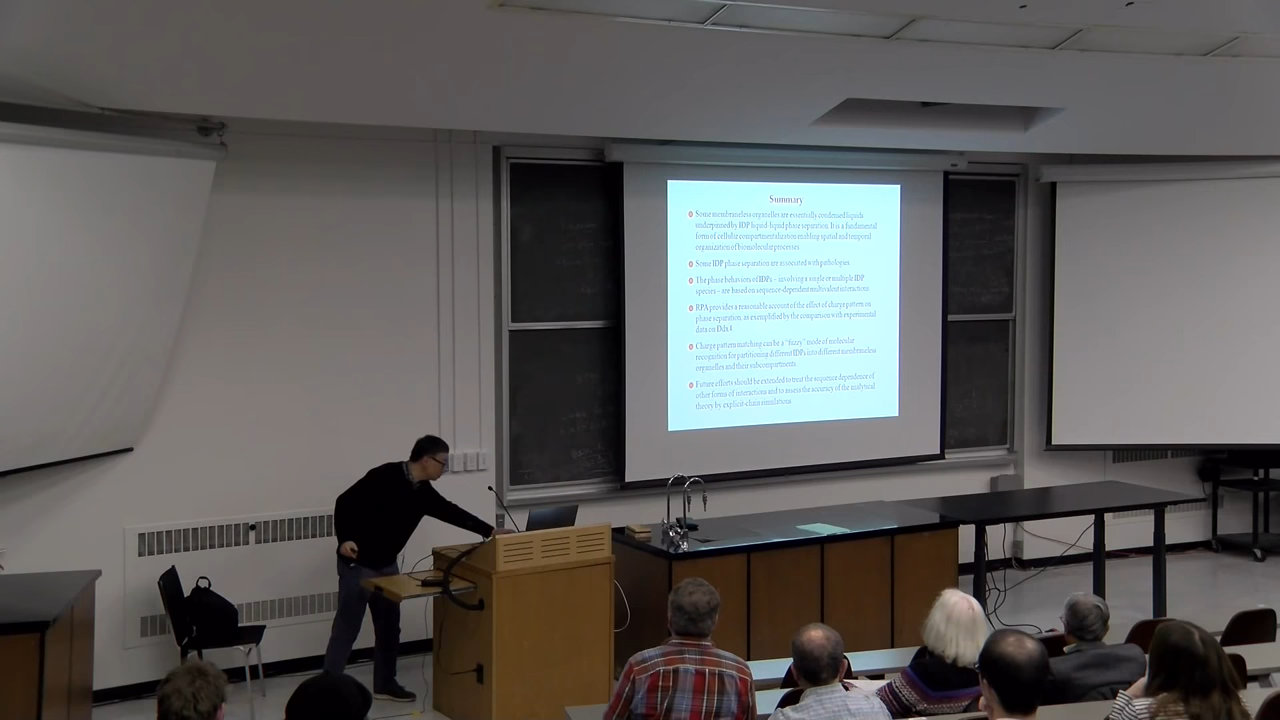 Summary
Some membraneless organelles are essentially condensed liquids
underpinned by IDP liquid-liquid phase separation. It is a fundamental
form of cellular compartmentalization enabling spatial and temporal
organization of biomolecular processes.
Some IDP phase separation are associated with pathologies.
The phase behaviors of IDPs – involving a single or multiple IDP
species – are based on sequence-dependent multivalent interactions
RPA provides a reasonable account of the effect of charge pattern on
phase separation, as exemplified by the comparison with experimental
data on Ddx4
Charge pattern matching can be a "fuzzy" mode of molecular
recognition for partitioning different IDPs into different membraneless
organelles and their subcompartments
Future efforts should be extended to treat the sequence dependence of
other forms of interactions and to assess the accuracy of the analytical
theory by explicit-chain simulations.